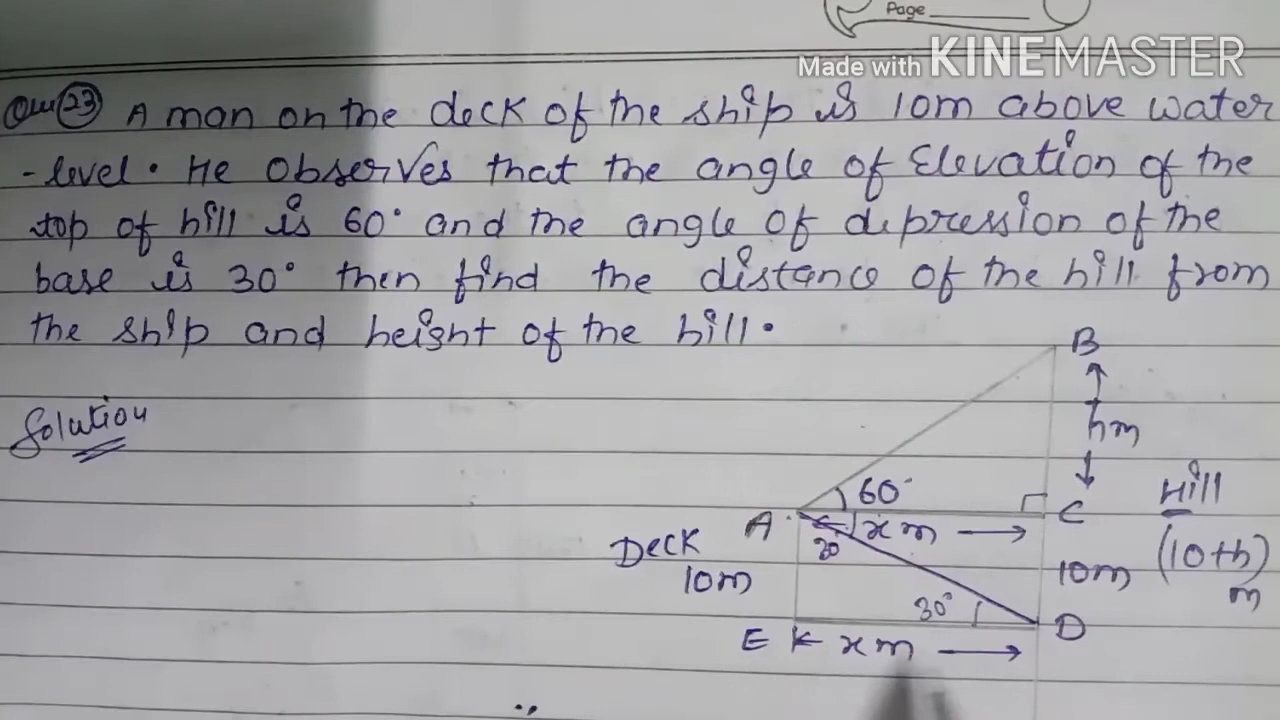 Page
Made with KINEMASTER
Que 23 A man on the deck of the ship is 10m above water
-level. He observes that the angle of Elevation of the
top of hill is 60° and the angle of depression of the
base is 30° then find the distance of the hill from
the ship and height of the hill.
B
Solution
hm
60°
Hill
A
x m
C
Deck
30
10m
10m
(10+h)
m
30°
D
E
x m
∴